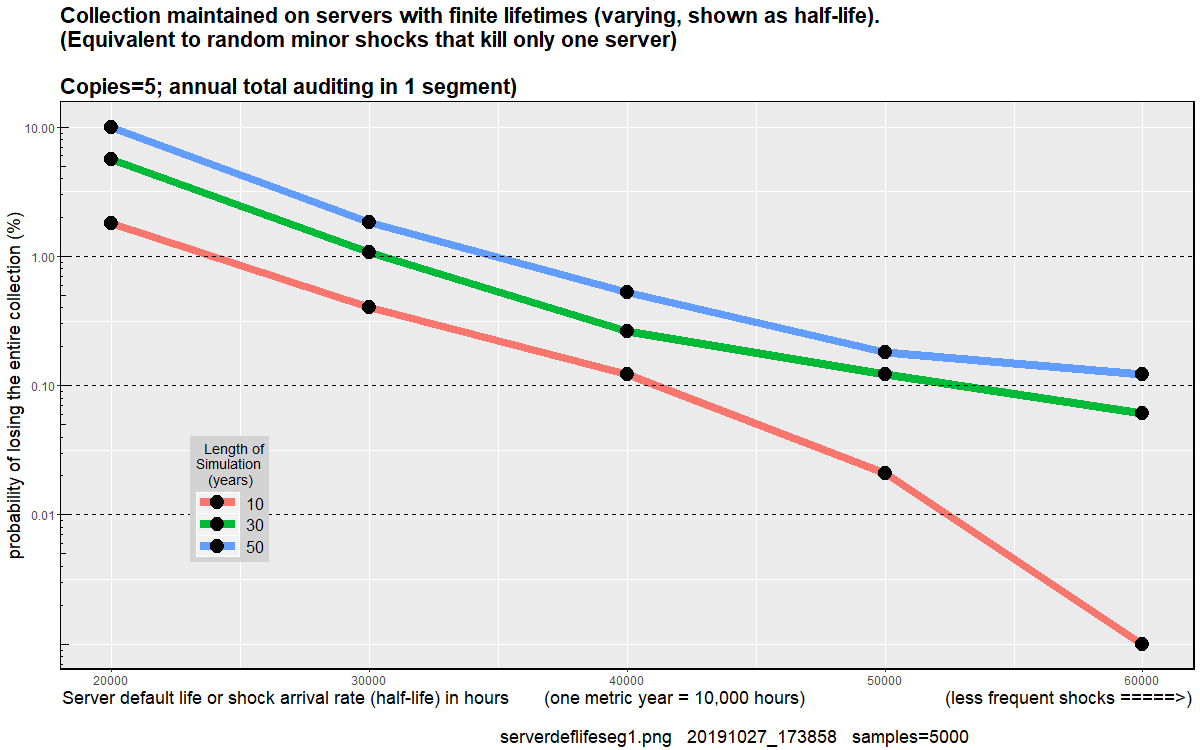 Collection maintained on servers with finite lifetimes (varying, shown as half-life).
(Equivalent to random minor shocks that kill only one server)
Copies=5; annual total auditing in 1 segment)
probability of losing the entire collection (%)
10.00
1.00
0.10
0.01
Length of
Simulation
(years)
10
30
50
20000 30000 40000 50000 60000
Server default life or shock arrival rate (half-life) in hours (one metric year = 10,000 hours) (less frequent shocks =====>)
serverdeflifeseg1.png 20191027_173858 samples=5000